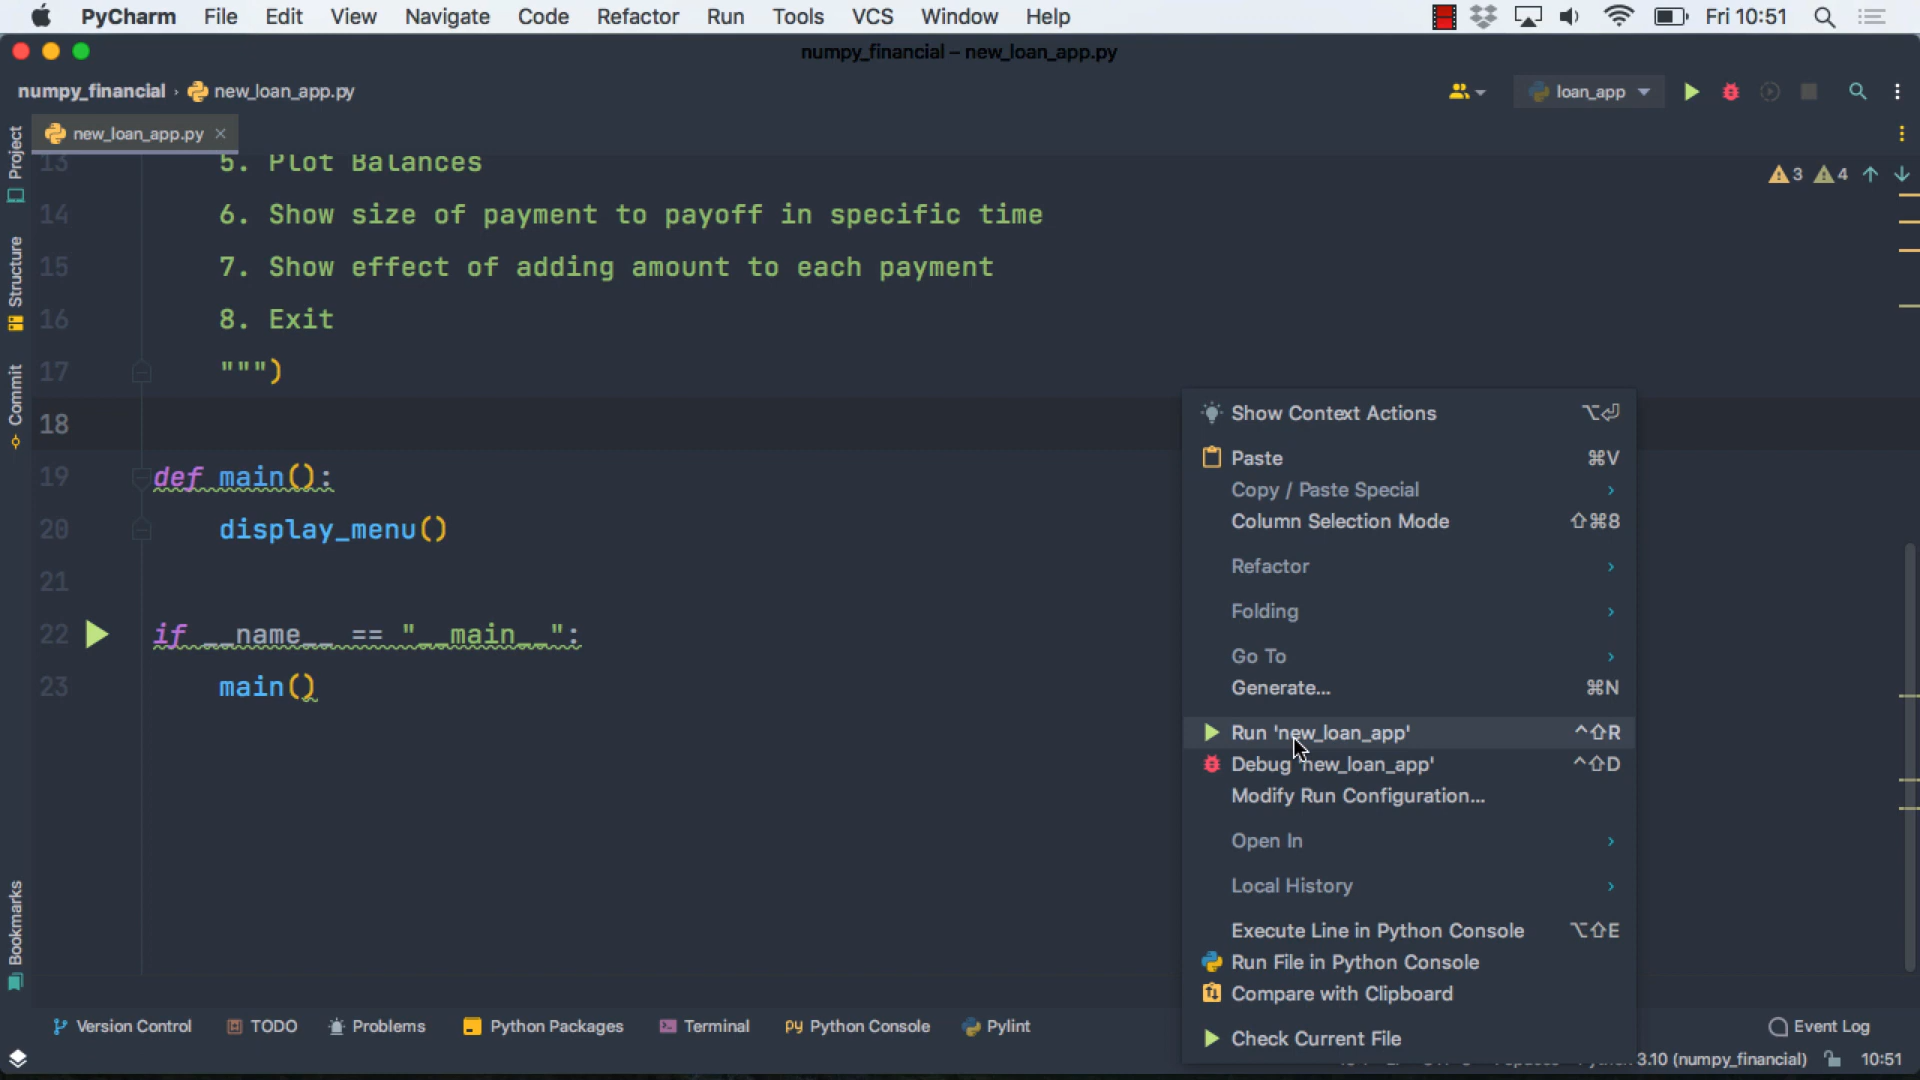 PyCharm File Edit View Navigate Code Refactor Run Tools VCS Window Help Fri 10:51
numpy_financial – new_loan_app.py
numpy_financial › new_loan_app.py loan_app
Project new_loan_app.py ×
13 5. Plot Balances
3 4
14 6. Show size of payment to payoff in specific time
15 7. Show effect of adding amount to each payment
Structure
16 8. Exit
17 """)
Commit
18
19 def main():
20 display_menu()
21
22 if __name__ == "__main__":
23 main()
Show Context Actions ⌥⏎
Paste ⌘V
Copy / Paste Special ›
Column Selection Mode ⇧⌘8
Refactor ›
Folding ›
Go To ›
Generate... ⌘N
Run 'new_loan_app' ^⇧R
Debug 'new_loan_app' ^⇧D
Modify Run Configuration...
Open In ›
Local History ›
Execute Line in Python Console ⌥⇧E
Run File in Python Console
Compare with Clipboard
Check Current File
Bookmarks
Version Control TODO Problems Python Packages Terminal Python Console Pylint Event Log
3.10 (numpy_financial) 10:51